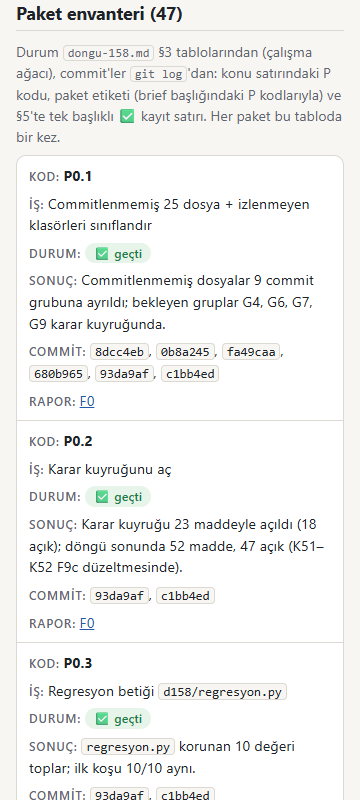 Paket envanteri (47)
Durum dongu-158.md §3 tablolarından (çalışma
ağacı), commit'ler git log'dan: konu satırındaki P
kodu, paket etiketi (brief başlığındaki P kodlarıyla) ve
§5'te tek başlıklı ✅ kayıt satırı. Her paket bu tabloda
bir kez.
KOD: P0.1
İŞ: Commitlenmemiş 25 dosya + izlenmeyen
klasörleri sınıflandır
DURUM: ✅ geçti
SONUÇ: Commitlenmemiş dosyalar 9 commit
grubuna ayrıldı; bekleyen gruplar G4, G6, G7,
G9 karar kuyruğunda.
COMMİT: 8dcc4eb, 0b8a245, fa49caa,
680b965, 93da9af, c1bb4ed
RAPOR: F0
KOD: P0.2
İŞ: Karar kuyruğunu aç
DURUM: ✅ geçti
SONUÇ: Karar kuyruğu 23 maddeyle açıldı (18
açık); döngü sonunda 52 madde, 47 açık (K51–
K52 F9c düzeltmesinde).
COMMİT: 93da9af, c1bb4ed
RAPOR: F0
KOD: P0.3
İŞ: Regresyon betiği d158/regresyon.py
DURUM: ✅ geçti
SONUÇ: regresyon.py korunan 10 değeri
toplar; ilk koşu 10/10 aynı.
COMMİT: 93da9af, c1bb4ed